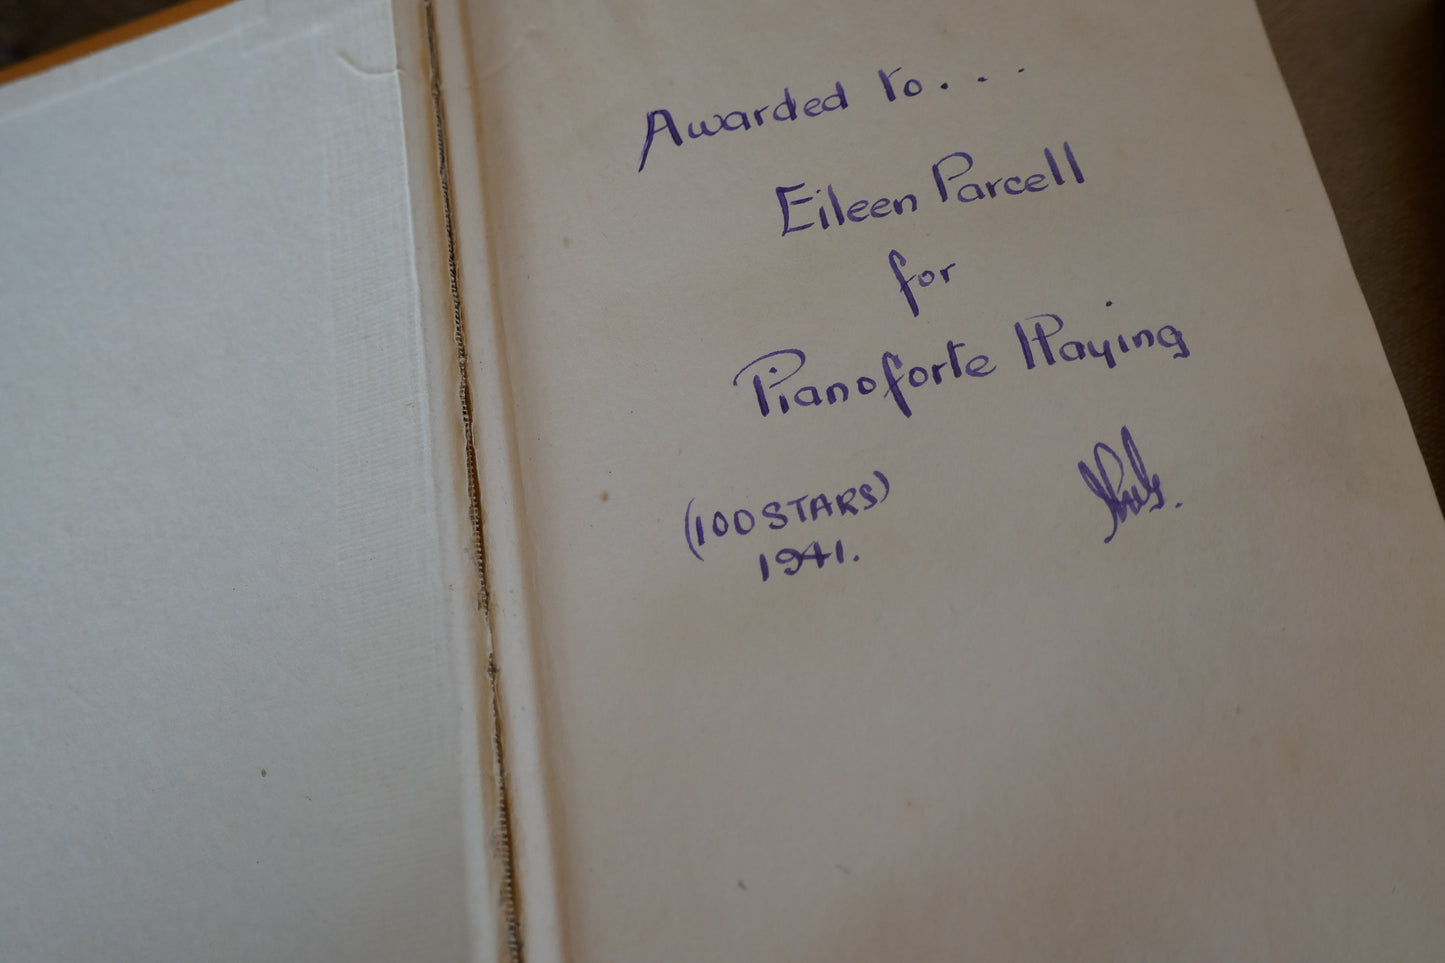 Awarded to. . .
Eileen Parcell
for
Pianoforte Playing
(100 STARS)
1941.